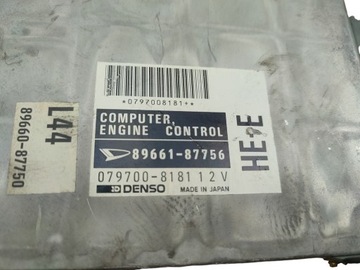 *0797008181*
COMPUTER,
ENGINE CONTROL
89661-87756
079700-8181 12V
DENSO MADE IN JAPAN
HE-E
L44
89660-87750